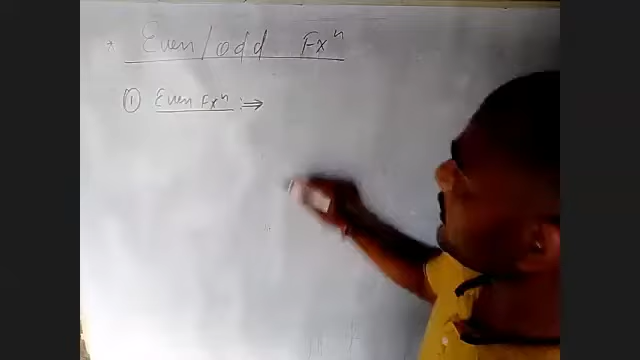 * Even/odd Fxⁿ
① Even Fxⁿ :⇒